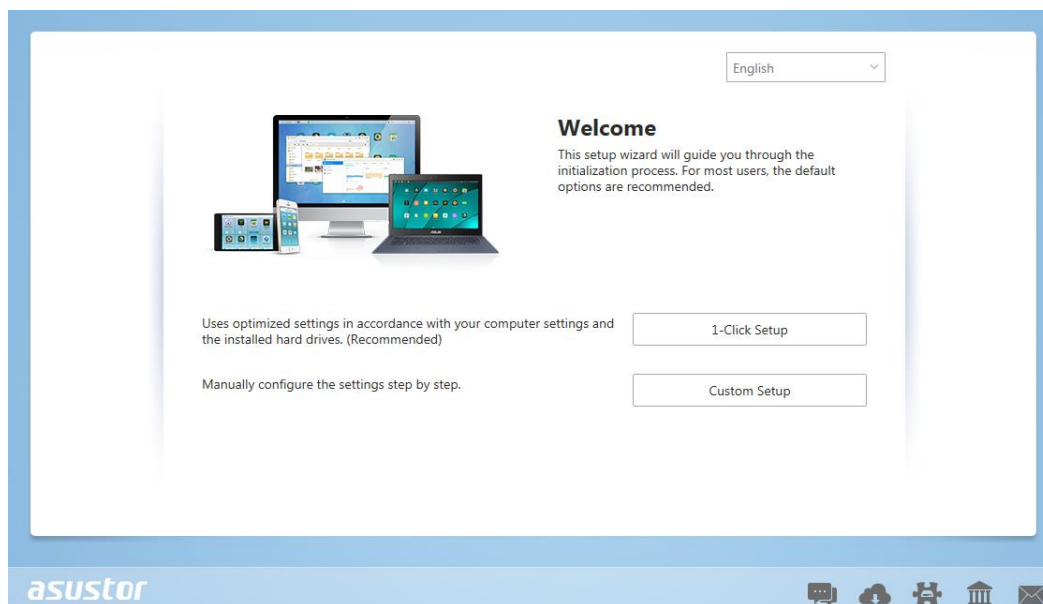 English
Welcome
This setup wizard will guide you through the
initialization process. For most users, the default
options are recommended.
Uses optimized settings in accordance with your computer settings and
the installed hard drives. (Recommended)
1-Click Setup
Manually configure the settings step by step.
Custom Setup
asustor